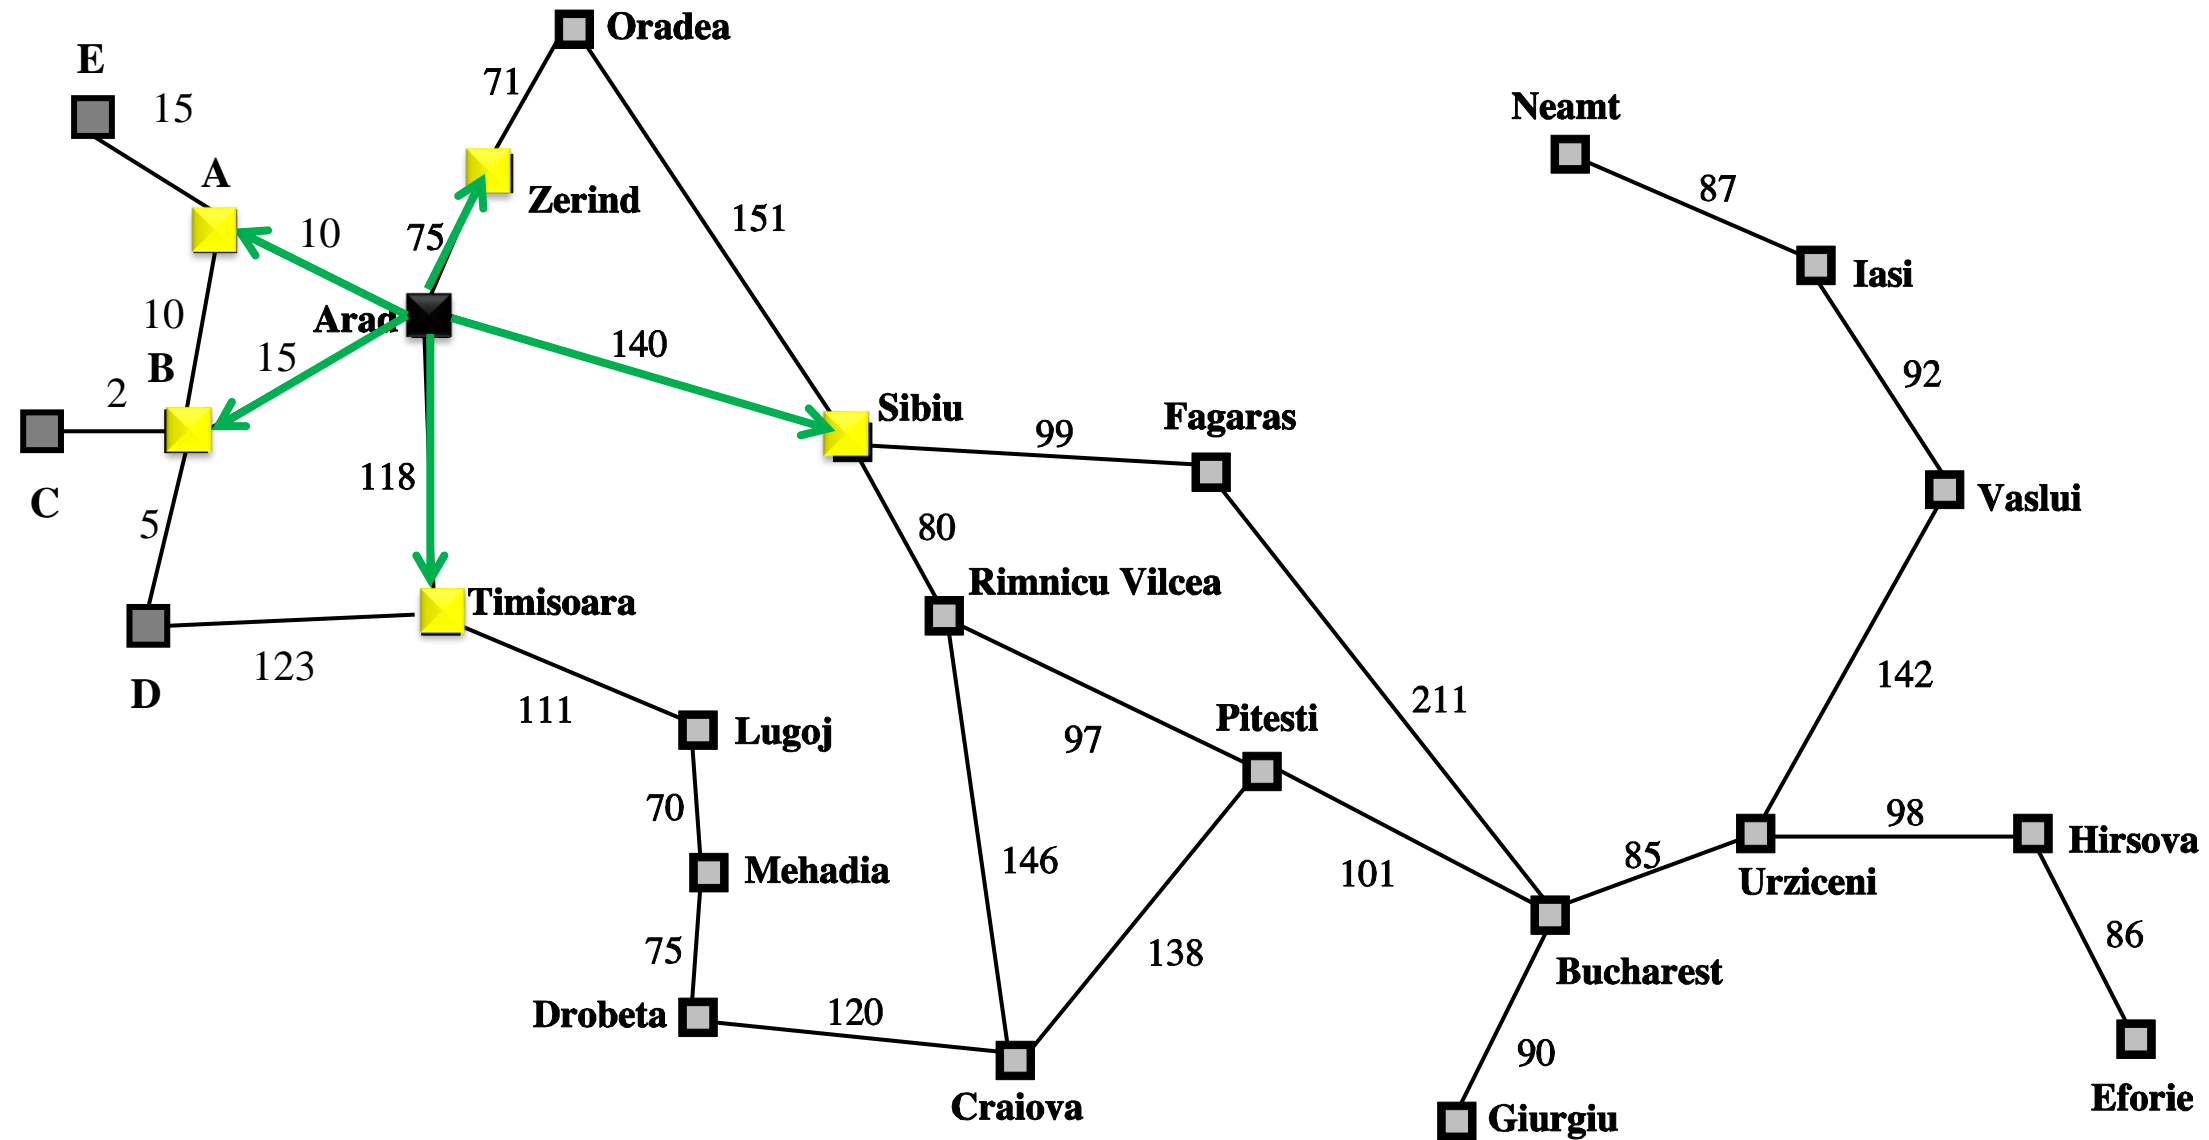 Oradea
E
71
15
Neamt
A
87
Zerind
151
10
75
Iasi
10
Arad
140
15
B
92
2
Sibiu
Fagaras
99
118
C
Vaslui
5
80
Rimnicu Vilcea
Timisoara
123
142
D
211
111
Pitesti
Lugoj
97
70
98
Hirsova
146
85
Mehadia
101
Urziceni
86
75
138
Bucharest
Drobeta
120
90
Eforie
Craiova
Giurgiu